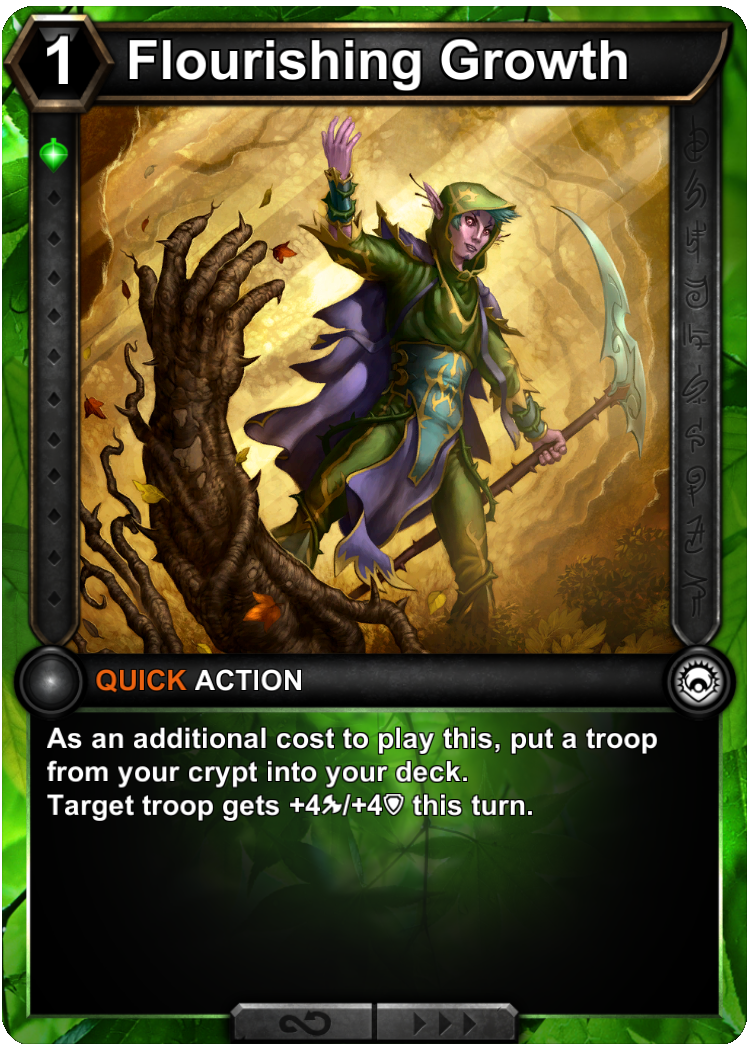 1
Flourishing Growth
QUICK ACTION
As an additional cost to play this, put a troop
from your crypt into your deck.
Target troop gets +4/+4 this turn.